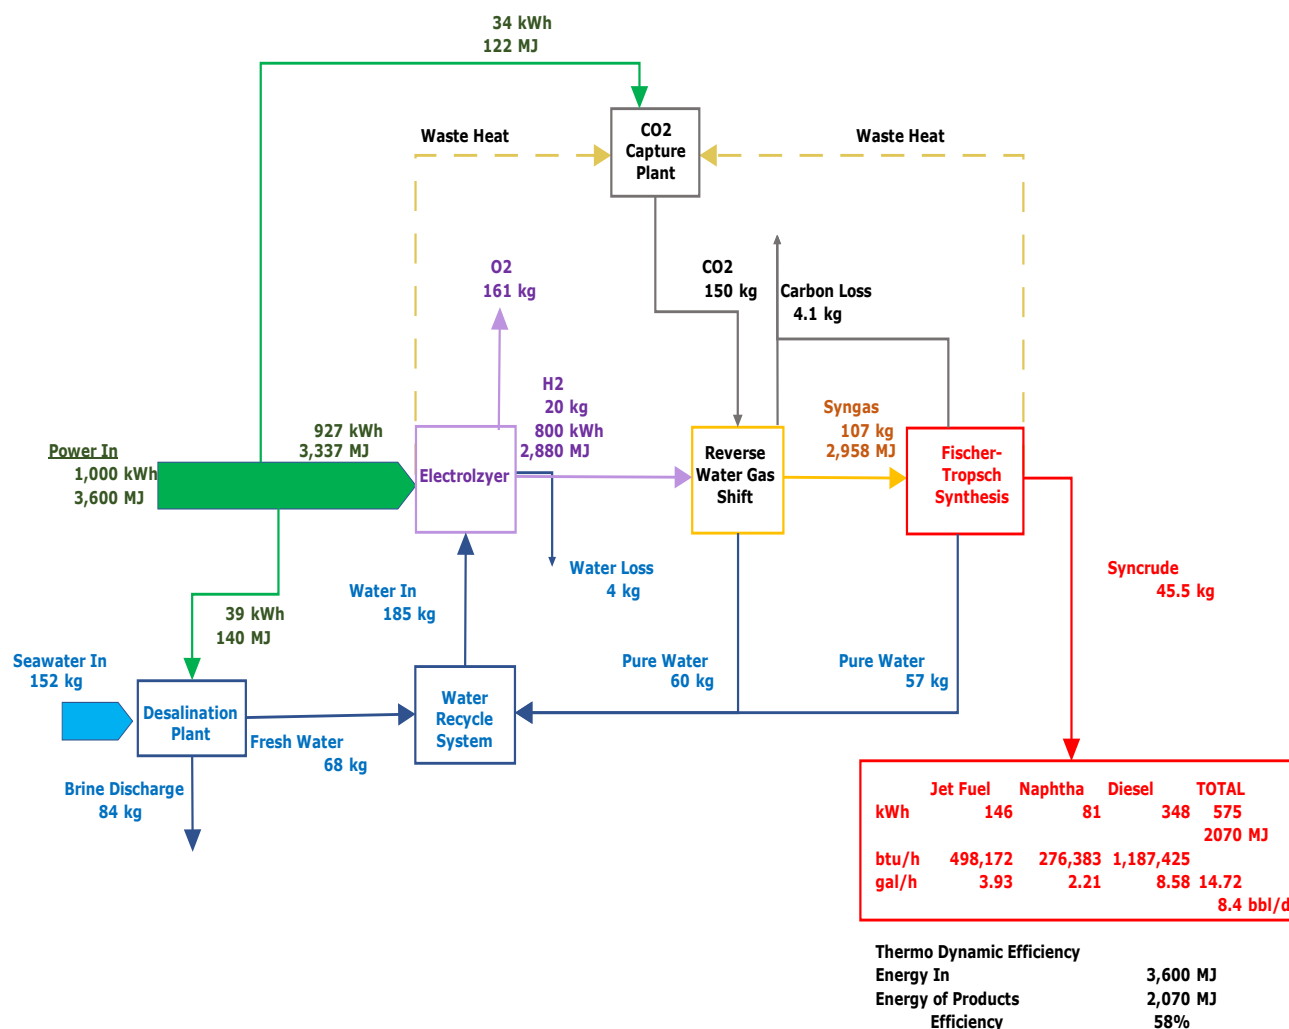 34 kWh
122 MJ
CO2
Capture
Plant
Waste Heat
Waste Heat
O2
161 kg
CO2
150 kg
Carbon Loss
4.1 kg
H2
20 kg
800 kWh
2,880 MJ
Syngas
107 kg
2,958 MJ
927 kWh
3,337 MJ
Power In
1,000 kWh
3,600 MJ
Electrolzyer
Reverse
Water Gas
Shift
Fischer-
Tropsch
Synthesis
Water Loss
4 kg
Water In
185 kg
Syncrude
45.5 kg
39 kWh
140 MJ
Seawater In
152 kg
Pure Water
60 kg
Pure Water
57 kg
Desalination
Plant
Water
Recycle
System
Fresh Water
68 kg
Brine Discharge
84 kg
Jet Fuel Naphtha Diesel TOTAL
kWh 146 81 348 575
2070 MJ
btu/h 498,172 276,383 1,187,425
gal/h 3.93 2.21 8.58 14.72
8.4 bbl/d
Thermo Dynamic Efficiency
Energy In 3,600 MJ
Energy of Products 2,070 MJ
Efficiency 58%